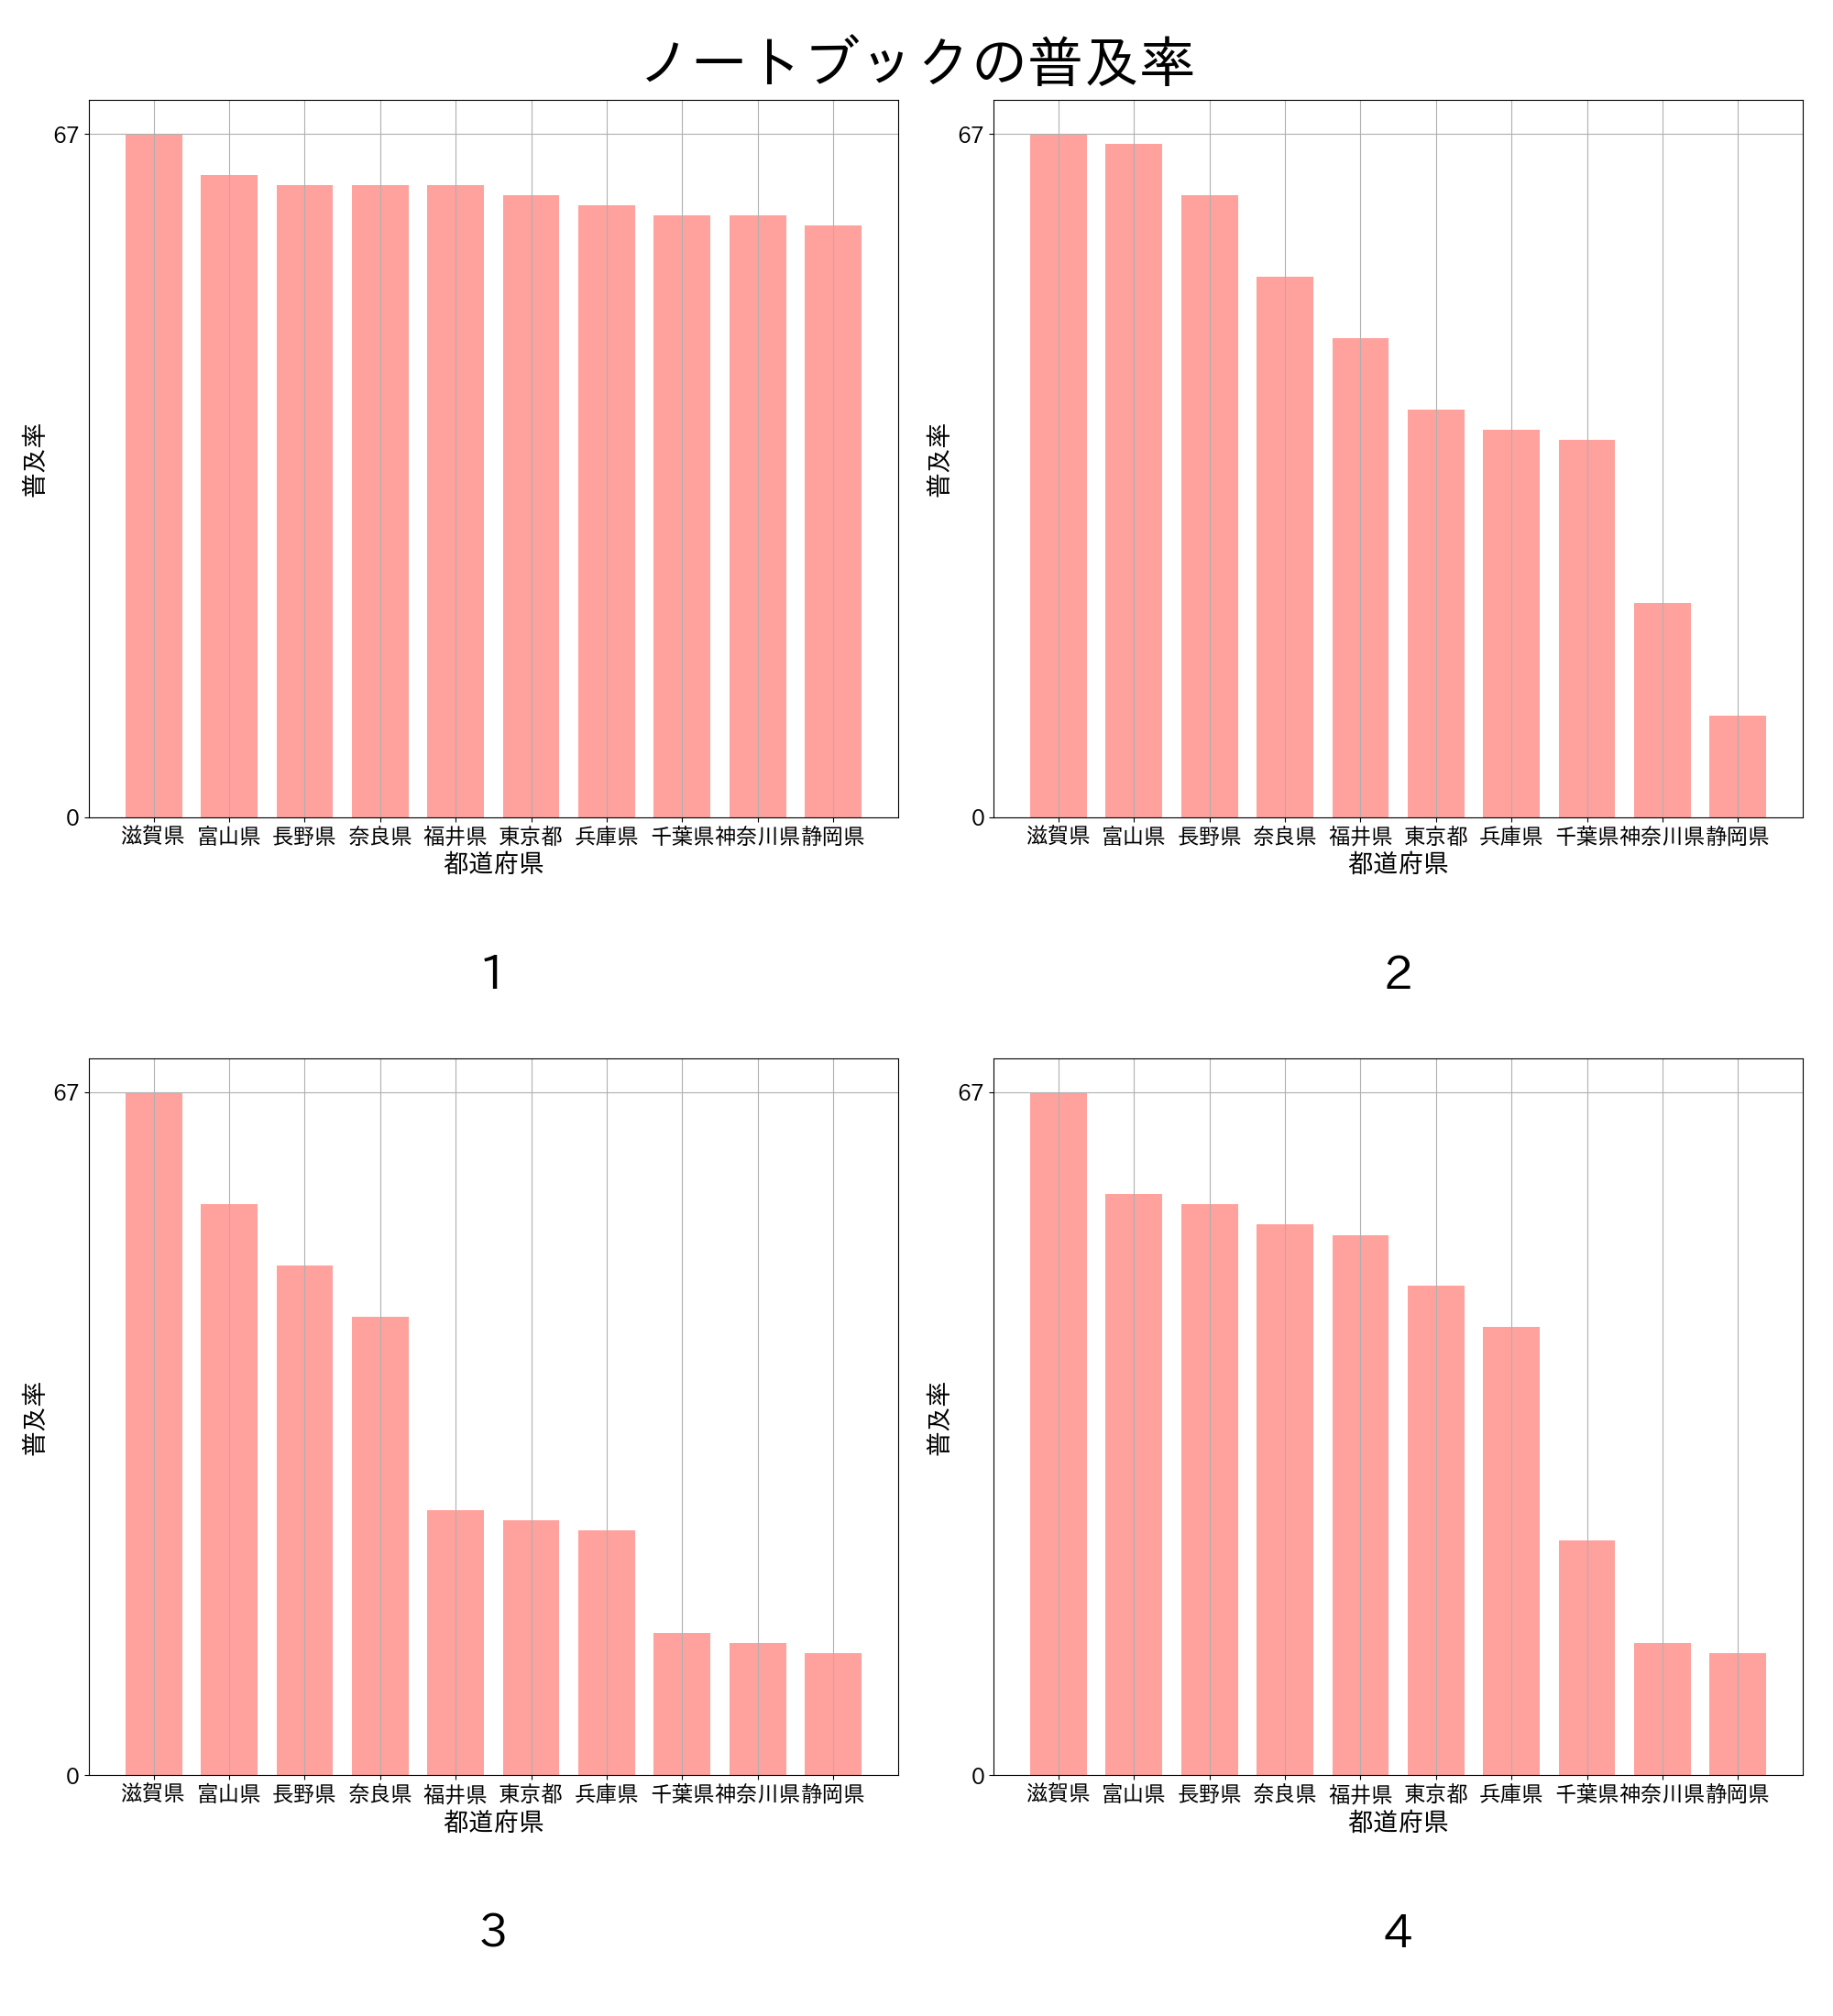 ノートブックの普及率
67
0
普及率
滋賀県 富山県 長野県 奈良県 福井県 東京都 兵庫県 千葉県 神奈川県 静岡県
都道府県
1
67
0
普及率
滋賀県 富山県 長野県 奈良県 福井県 東京都 兵庫県 千葉県 神奈川県 静岡県
都道府県
2
67
0
普及率
滋賀県 富山県 長野県 奈良県 福井県 東京都 兵庫県 千葉県 神奈川県 静岡県
都道府県
3
67
0
普及率
滋賀県 富山県 長野県 奈良県 福井県 東京都 兵庫県 千葉県 神奈川県 静岡県
都道府県
4